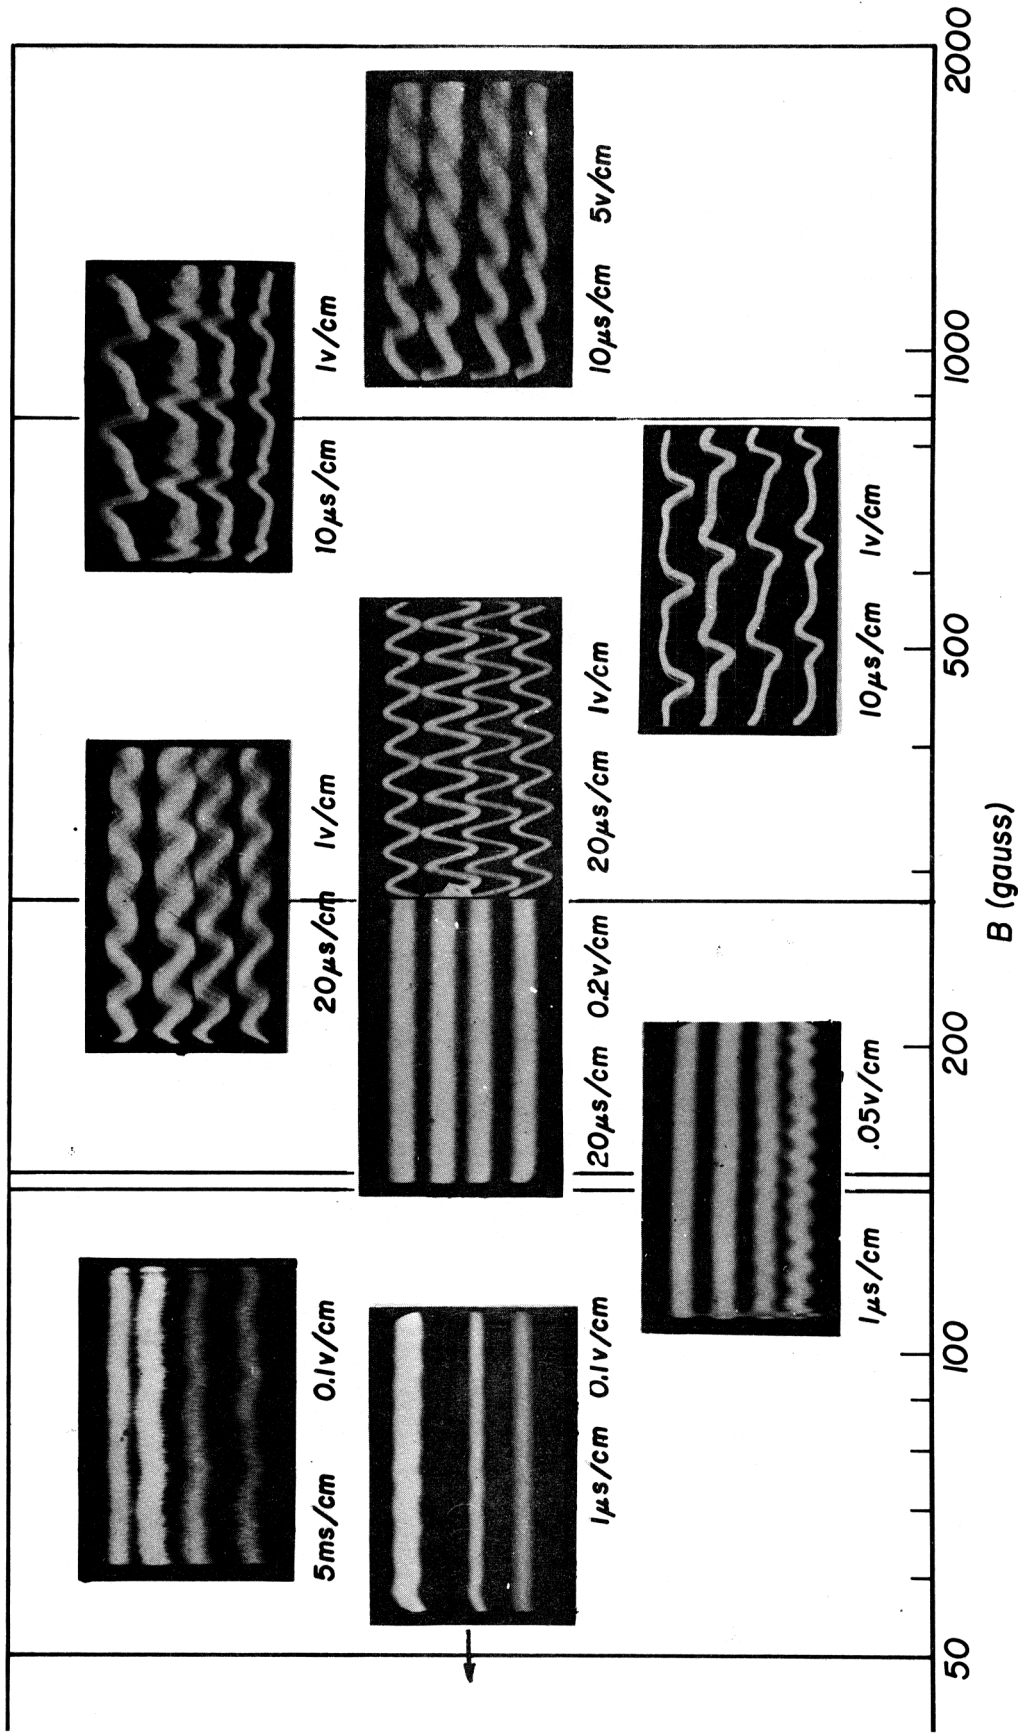 5ms/cm 0.1v/cm 20μs/cm 1v/cm 10μs/cm 1v/cm
1μs/cm 0.1v/cm 20μs/cm 0.2v/cm 20μs/cm 1v/cm 10μs/cm 5v/cm
1μs/cm .05v/cm 10μs/cm 1v/cm
50 100 200 500 1000 2000
B (gauss)